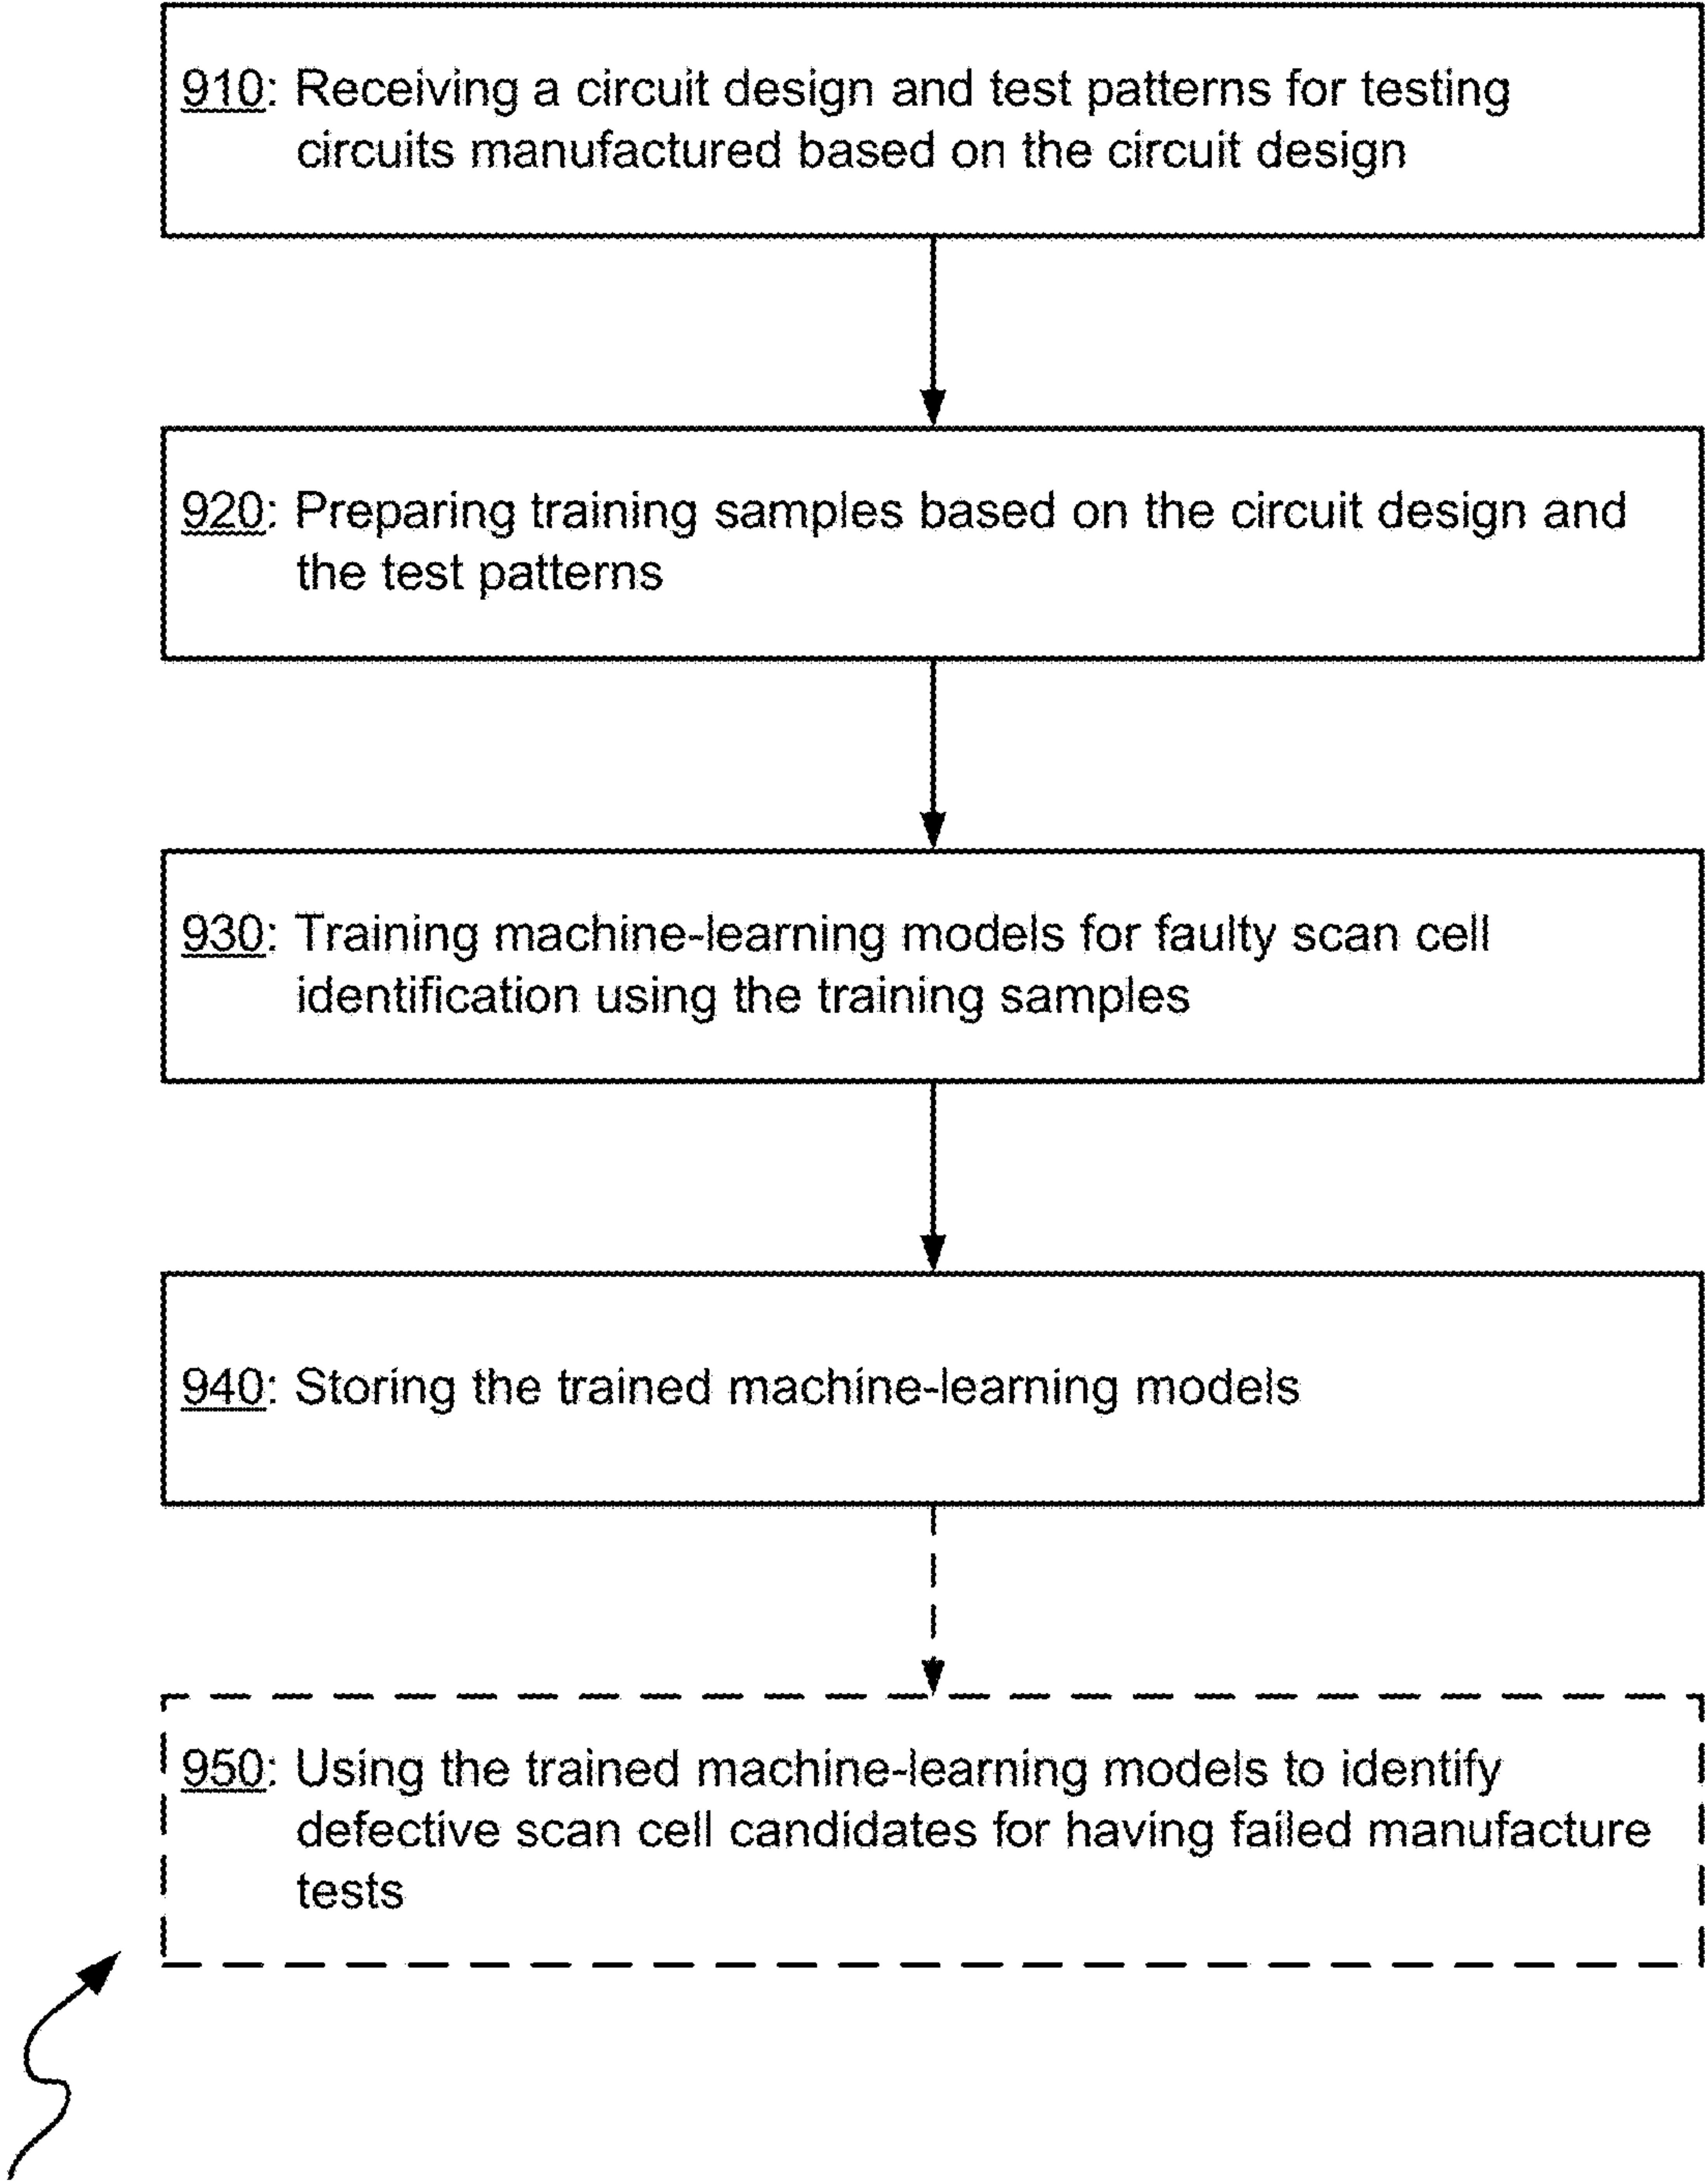 910: Receiving a circuit design and test patterns for testing
circuits manufactured based on the circuit design
920: Preparing training samples based on the circuit design and
the test patterns
930: Training machine-learning models for faulty scan cell
identification using the training samples
940: Storing the trained machine-learning models
950: Using the trained machine-learning models to identify
defective scan cell candidates for having failed manufacture
tests